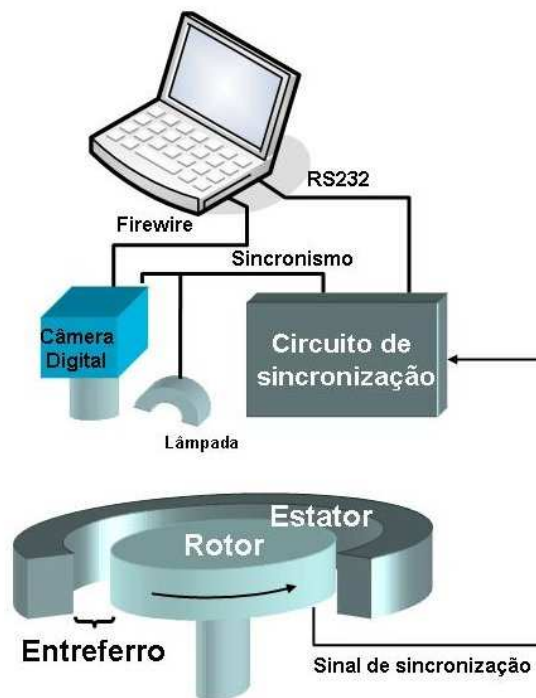 RS232
Firewire
Sincronismo
Câmera
Digital
Circuito de
sincronização
Lâmpada
Estator
Rotor
Entreferro
Sinal de sincronização